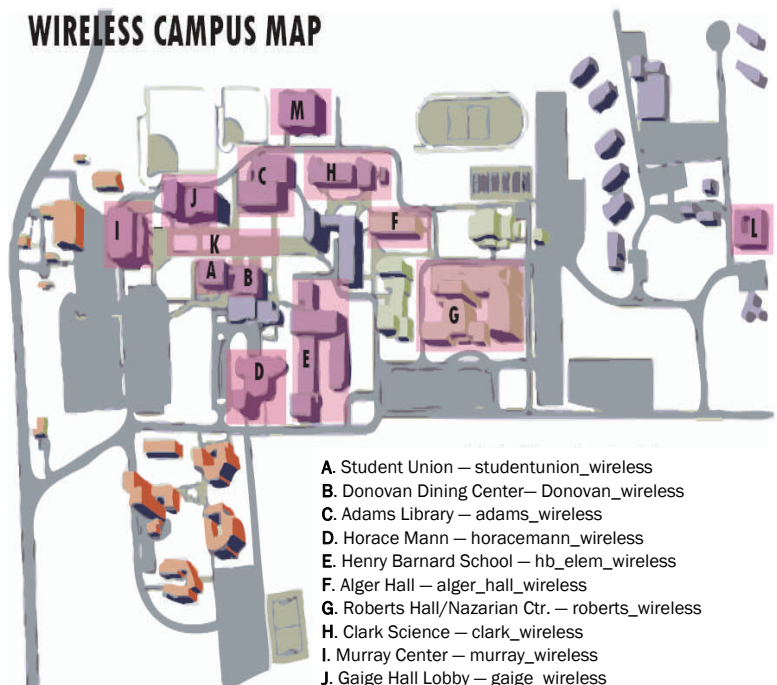 WIRELESS CAMPUS MAP
M
C
H
J
F
I
K
L
A
B
G
E
D
A. Student Union — studentunion_wireless
B. Donovan Dining Center— Donovan_wireless
C. Adams Library — adams_wireless
D. Horace Mann — horacemann_wireless
E. Henry Barnard School — hb_elem_wireless
F. Alger Hall — alger_hall_wireless
G. Roberts Hall/Nazarian Ctr. — roberts_wireless
H. Clark Science — clark_wireless
I. Murray Center — murray_wireless
J. Gaige Hall Lobby — gaige_wireless